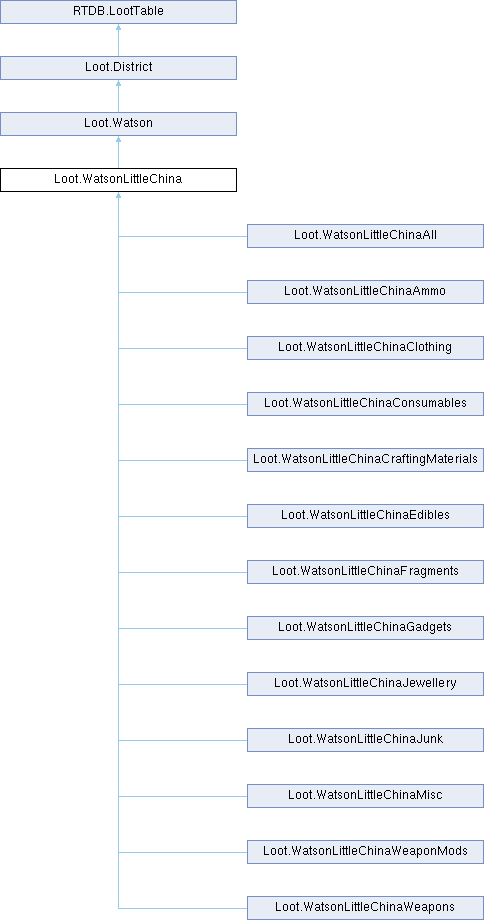 RTDB.LootTable
Loot.District
Loot.Watson
Loot.WatsonLittleChina
Loot.WatsonLittleChinaAll
Loot.WatsonLittleChinaAmmo
Loot.WatsonLittleChinaClothing
Loot.WatsonLittleChinaConsumables
Loot.WatsonLittleChinaCraftingMaterials
Loot.WatsonLittleChinaEdibles
Loot.WatsonLittleChinaFragments
Loot.WatsonLittleChinaGadgets
Loot.WatsonLittleChinaJewellery
Loot.WatsonLittleChinaJunk
Loot.WatsonLittleChinaMisc
Loot.WatsonLittleChinaWeaponMods
Loot.WatsonLittleChinaWeapons